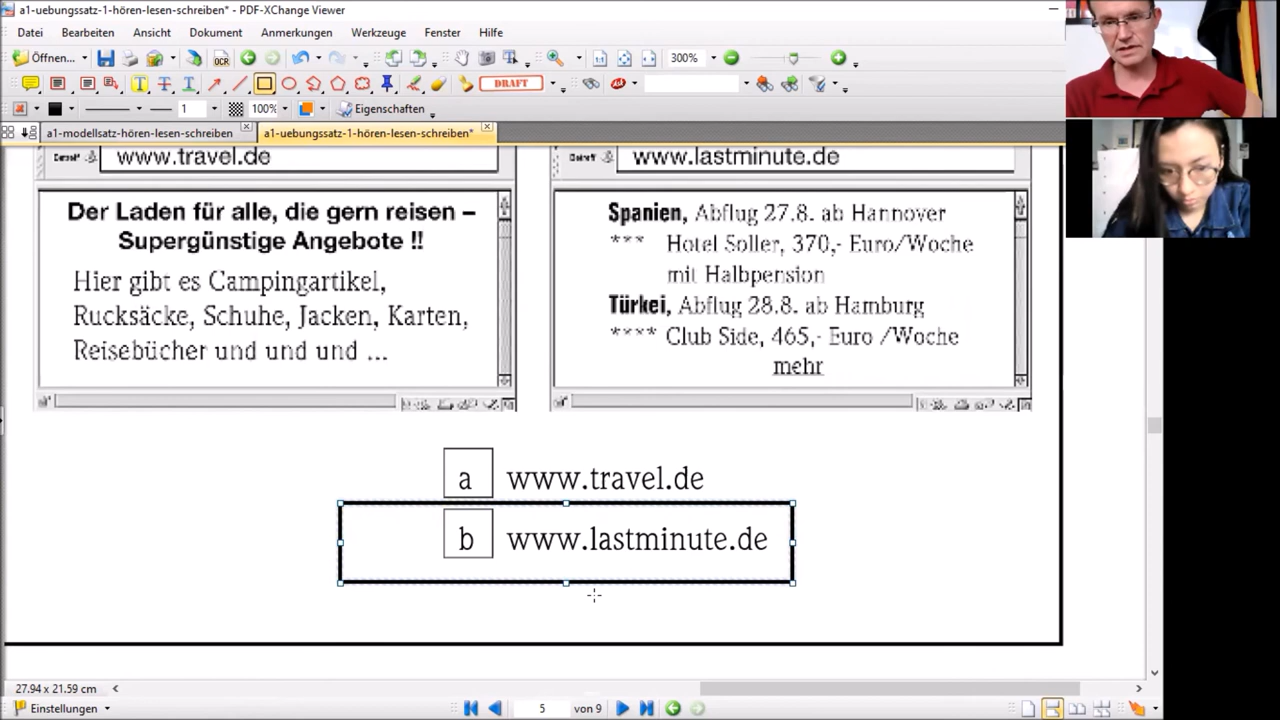 a1-uebungssatz-1-hören-lesen-schreiben* - PDF-XChange Viewer
Datei Bearbeiten Ansicht Dokument Anmerkungen Werkzeuge Fenster Hilfe
Öffnen... OCR 300%
DRAFT
1 100% Eigenschaften
a1-modellsatz-hören-lesen-schreiben a1-uebungssatz-1-hören-lesen-schreiben*
www.travel.de
Der Laden für alle, die gern reisen –
Supergünstige Angebote !!
Hier gibt es Campingartikel,
Rucksäcke, Schuhe, Jacken, Karten,
Reisebücher und und und ...
www.lastminute.de
Spanien, Abflug 27.8. ab Hannover
*** Hotel Soller, 370,- Euro/Woche
mit Halbpension
Türkei, Abflug 28.8. ab Hamburg
**** Club Side, 465,- Euro /Woche
mehr
a www.travel.de
b www.lastminute.de
27.94 x 21.59 cm
Einstellungen 5 von 9